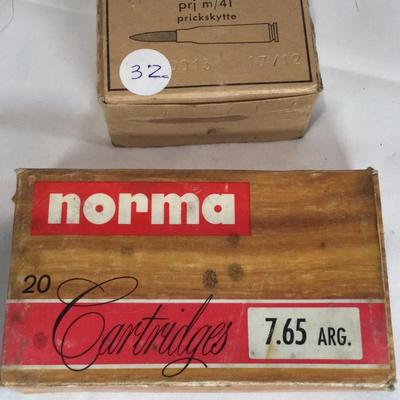 prj m/41
prickskytte
32
17/12
norma
20
Cartridges
7.65 ARG.